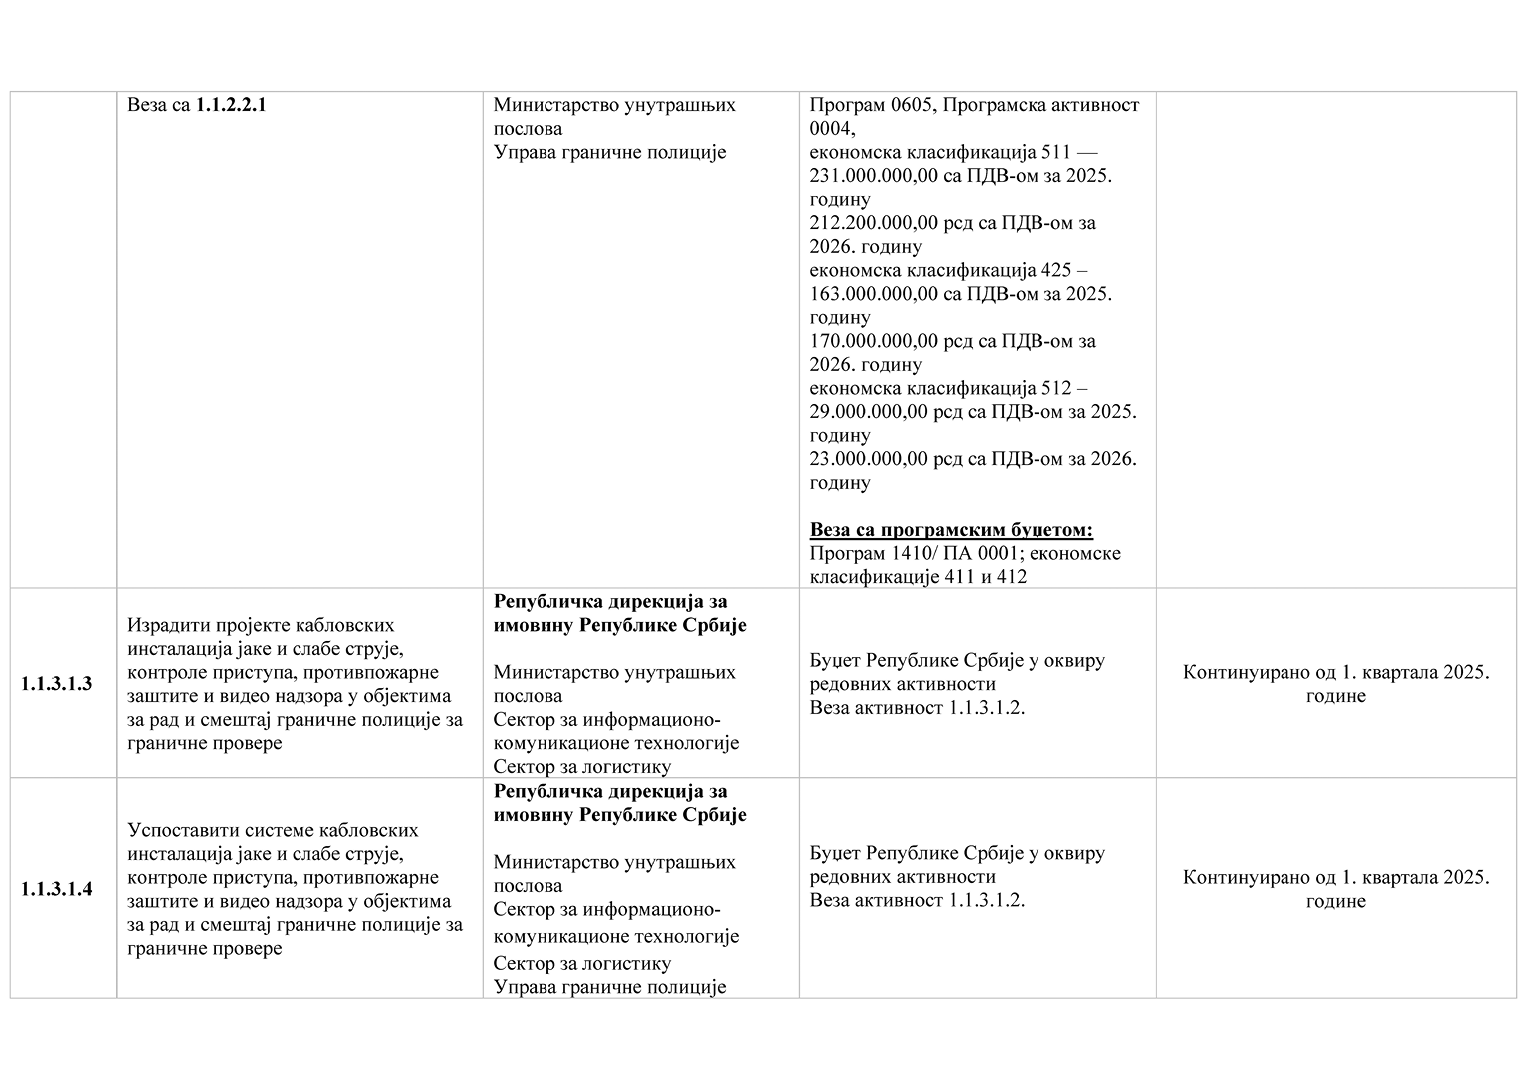 Веза са 1.1.2.2.1
Министарство унутрашњих
послова
Управа граничне полиције
Програм 0605, Програмска активност
0004,
економска класификација 511 —
231.000.000,00 са ПДВ-ом за 2025.
годину
212.200.000,00 рсд са ПДВ-ом за
2026. годину
економска класификација 425 –
163.000.000,00 са ПДВ-ом за 2025.
годину
170.000.000,00 рсд са ПДВ-ом за
2026. годину
економска класификација 512 –
29.000.000,00 рсд са ПДВ-ом за 2025.
годину
23.000.000,00 рсд са ПДВ-ом за 2026.
годину
Веза са програмским буџетом:
Програм 1410/ ПА 0001; економске
класификације 411 и 412
1.1.3.1.3
Израдити пројекте кабловских
инсталација јаке и слабе струје,
контроле приступа, противпожарне
заштите и видео надзора у објектима
за рад и смештај граничне полиције за
граничне провере
Републичка дирекција за
имовину Републике Србије
Министарство унутрашњих
послова
Сектор за информационо-
комуникационе технологије
Сектор за логистику
Буџет Републике Србије у оквиру
редовних активности
Веза активност 1.1.3.1.2.
Континуирано од 1. квартала 2025.
године
1.1.3.1.4
Успоставити системе кабловских
инсталација јаке и слабе струје,
контроле приступа, противпожарне
заштите и видео надзора у објектима
за рад и смештај граничне полиције за
граничне провере
Републичка дирекција за
имовину Републике Србије
Министарство унутрашњих
послова
Сектор за информационо-
комуникационе технологије
Сектор за логистику
Управа граничне полиције
Буџет Републике Србије у оквиру
редовних активности
Веза активност 1.1.3.1.2.
Континуирано од 1. квартала 2025.
године